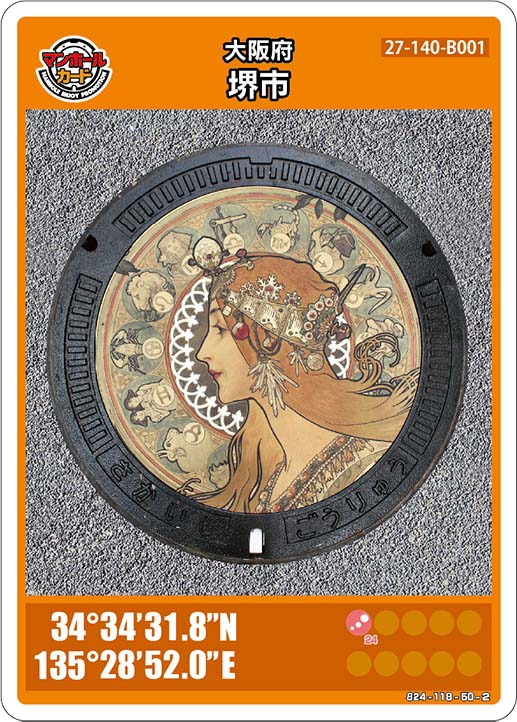 マンホール
カード
MANHOLE ENJOY PROMOTION
大阪府
堺市
27-140-B001
さかいし
ごうりゅう
34°34'31.8"N
135°28'52.0"E
24
824-118-50-2